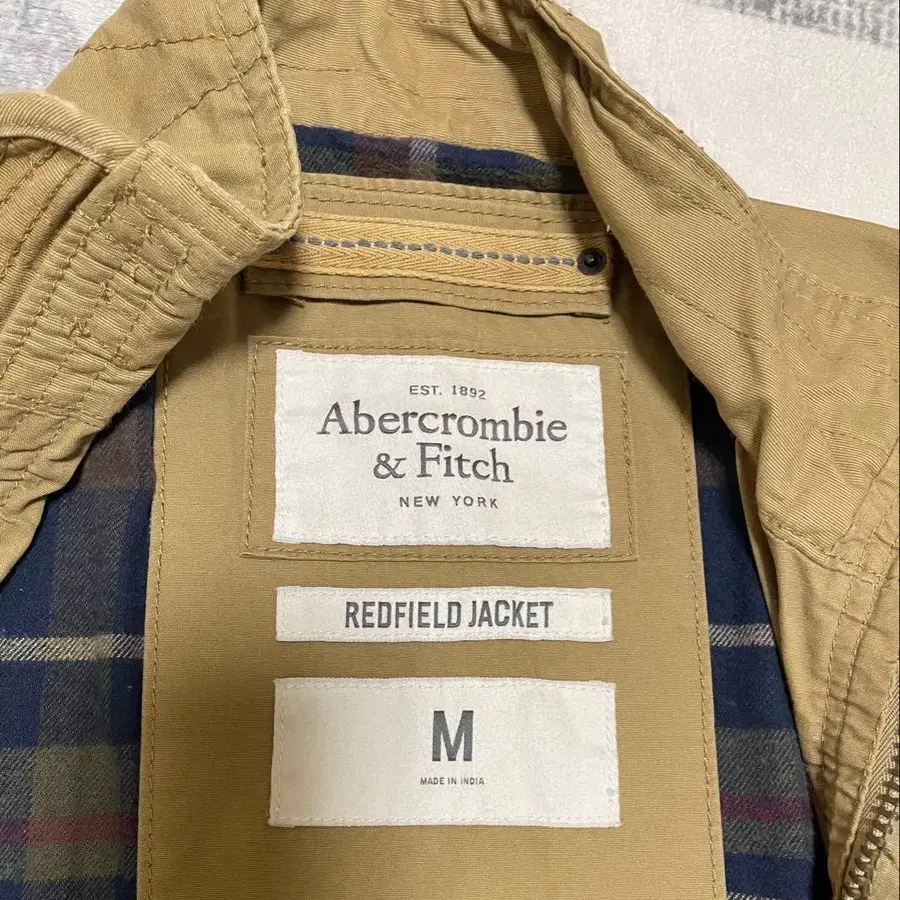 EST. 1892
Abercrombie
& Fitch
NEW YORK
REDFIELD JACKET
M
MADE IN INDIA